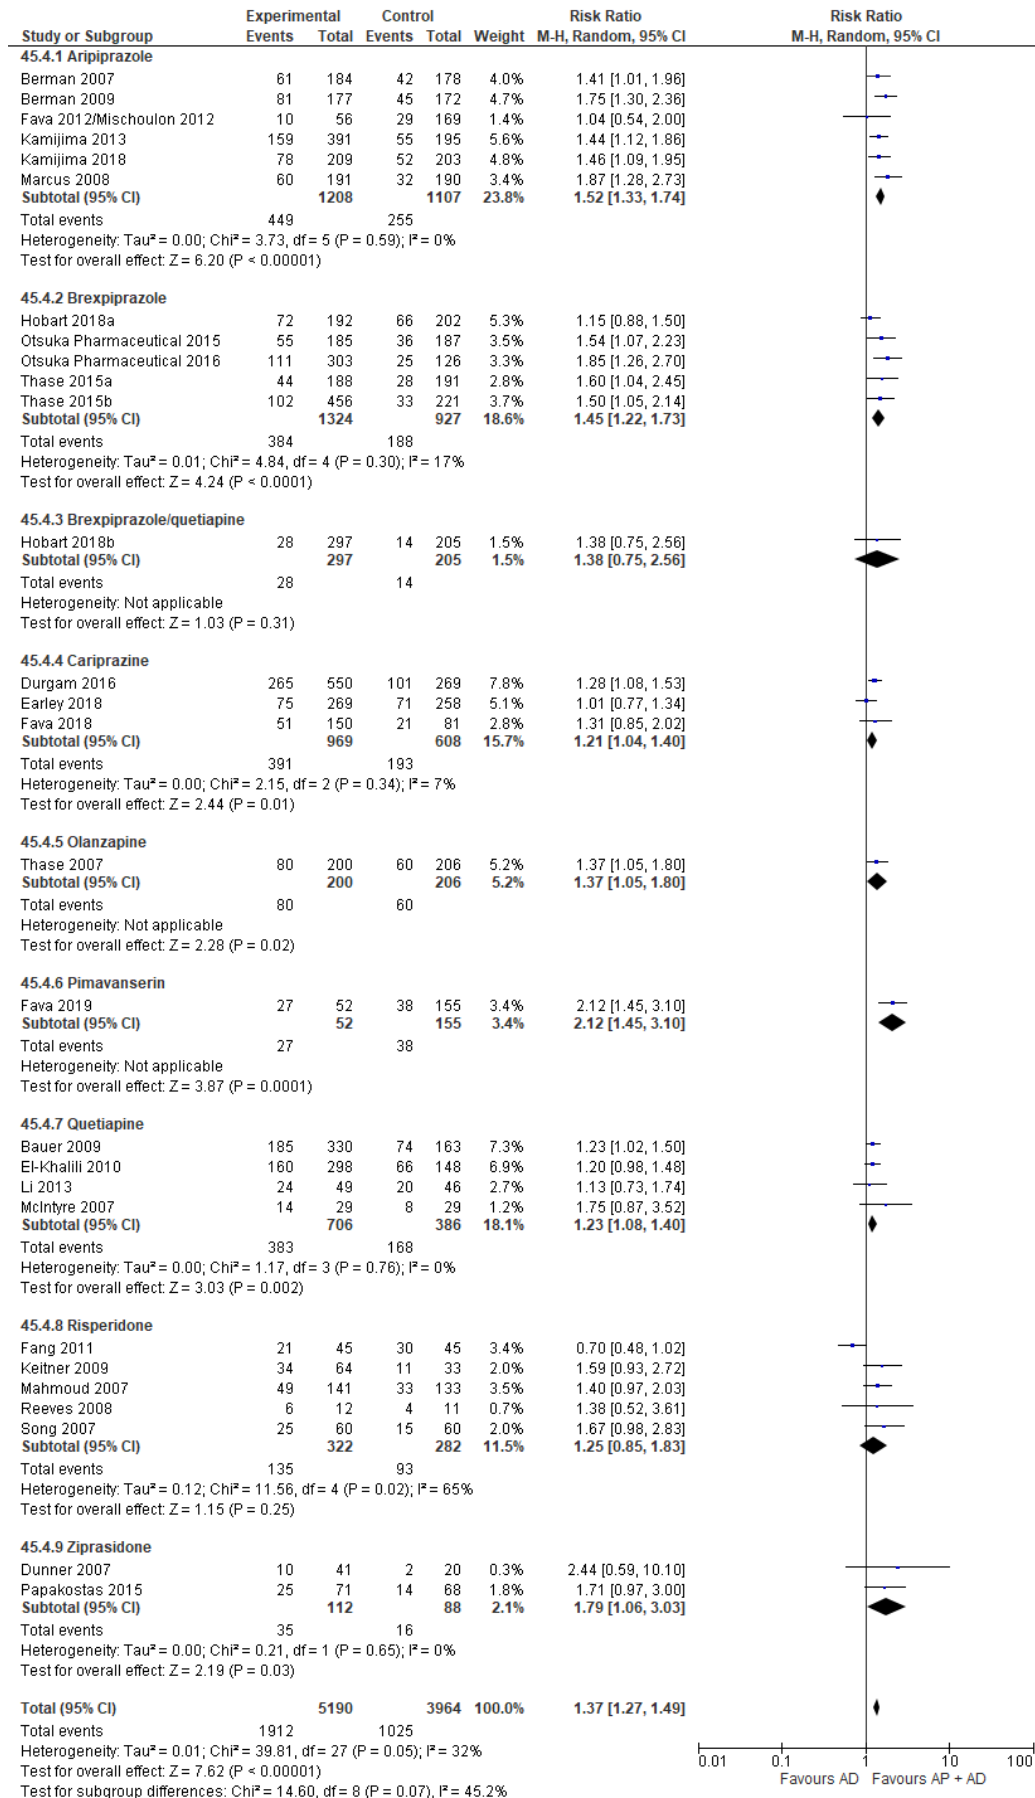 Experimental Control Risk Ratio Risk Ratio
Study or Subgroup Events Total Events Total Weight M-H, Random, 95% CI M-H, Random, 95% CI
45.4.1 Aripiprazole
Berman 2007 61 184 42 178 4.0% 1.41 [1.01, 1.96]
Berman 2009 81 177 45 172 4.7% 1.75 [1.30, 2.36]
Fava 2012/Mischoulon 2012 10 56 29 169 1.4% 1.04 [0.54, 2.00]
Kamijima 2013 159 391 55 195 5.6% 1.44 [1.12, 1.86]
Kamijima 2018 78 209 52 203 4.8% 1.46 [1.09, 1.95]
Marcus 2008 60 191 32 190 3.4% 1.87 [1.28, 2.73]
Subtotal (95% CI) 1208 1107 23.8% 1.52 [1.33, 1.74]
Total events 449 255
Heterogeneity: Tau² = 0.00; Chi² = 3.73, df = 5 (P = 0.59); I² = 0%
Test for overall effect: Z = 6.20 (P < 0.00001)
45.4.2 Brexpiprazole
Hobart 2018a 72 192 66 202 5.3% 1.15 [0.88, 1.50]
Otsuka Pharmaceutical 2015 55 185 36 187 3.5% 1.54 [1.07, 2.23]
Otsuka Pharmaceutical 2016 111 303 25 126 3.3% 1.85 [1.26, 2.70]
Thase 2015a 44 188 28 191 2.8% 1.60 [1.04, 2.45]
Thase 2015b 102 456 33 221 3.7% 1.50 [1.05, 2.14]
Subtotal (95% CI) 1324 927 18.6% 1.45 [1.22, 1.73]
Total events 384 188
Heterogeneity: Tau² = 0.01; Chi² = 4.84, df = 4 (P = 0.30); I² = 17%
Test for overall effect: Z = 4.24 (P < 0.0001)
45.4.3 Brexpiprazole/quetiapine
Hobart 2018b 28 297 14 205 1.5% 1.38 [0.75, 2.56]
Subtotal (95% CI) 297 205 1.5% 1.38 [0.75, 2.56]
Total events 28 14
Heterogeneity: Not applicable
Test for overall effect: Z = 1.03 (P = 0.31)
45.4.4 Cariprazine
Durgam 2016 265 550 101 269 7.8% 1.28 [1.08, 1.53]
Earley 2018 75 269 71 258 5.1% 1.01 [0.77, 1.34]
Fava 2018 51 150 21 81 2.8% 1.31 [0.85, 2.02]
Subtotal (95% CI) 969 608 15.7% 1.21 [1.04, 1.40]
Total events 391 193
Heterogeneity: Tau² = 0.00; Chi² = 2.15, df = 2 (P = 0.34); I² = 7%
Test for overall effect: Z = 2.44 (P = 0.01)
45.4.5 Olanzapine
Thase 2007 80 200 60 206 5.2% 1.37 [1.05, 1.80]
Subtotal (95% CI) 200 206 5.2% 1.37 [1.05, 1.80]
Total events 80 60
Heterogeneity: Not applicable
Test for overall effect: Z = 2.28 (P = 0.02)
45.4.6 Pimavanserin
Fava 2019 27 52 38 155 3.4% 2.12 [1.45, 3.10]
Subtotal (95% CI) 52 155 3.4% 2.12 [1.45, 3.10]
Total events 27 38
Heterogeneity: Not applicable
Test for overall effect: Z = 3.87 (P = 0.0001)
45.4.7 Quetiapine
Bauer 2009 185 330 74 163 7.3% 1.23 [1.02, 1.50]
El-Khalili 2010 160 298 66 148 6.9% 1.20 [0.98, 1.48]
Li 2013 24 49 20 46 2.7% 1.13 [0.73, 1.74]
McIntyre 2007 14 29 8 29 1.2% 1.75 [0.87, 3.52]
Subtotal (95% CI) 706 386 18.1% 1.23 [1.08, 1.40]
Total events 383 168
Heterogeneity: Tau² = 0.00; Chi² = 1.17, df = 3 (P = 0.76); I² = 0%
Test for overall effect: Z = 3.03 (P = 0.002)
45.4.8 Risperidone
Fang 2011 21 45 30 45 3.4% 0.70 [0.48, 1.02]
Keitner 2009 34 64 11 33 2.0% 1.59 [0.93, 2.72]
Mahmoud 2007 49 141 33 133 3.5% 1.40 [0.97, 2.03]
Reeves 2008 6 12 4 11 0.7% 1.38 [0.52, 3.61]
Song 2007 25 60 15 60 2.0% 1.67 [0.98, 2.83]
Subtotal (95% CI) 322 282 11.5% 1.25 [0.85, 1.83]
Total events 135 93
Heterogeneity: Tau² = 0.12; Chi² = 11.56, df = 4 (P = 0.02); I² = 65%
Test for overall effect: Z = 1.15 (P = 0.25)
45.4.9 Ziprasidone
Dunner 2007 10 41 2 20 0.3% 2.44 [0.59, 10.10]
Papakostas 2015 25 71 14 68 1.8% 1.71 [0.97, 3.00]
Subtotal (95% CI) 112 88 2.1% 1.79 [1.06, 3.03]
Total events 35 16
Heterogeneity: Tau² = 0.00; Chi² = 0.21, df = 1 (P = 0.65); I² = 0%
Test for overall effect: Z = 2.19 (P = 0.03)
Total (95% CI) 5190 3964 100.0% 1.37 [1.27, 1.49]
Total events 1912 1025
Heterogeneity: Tau² = 0.01; Chi² = 39.81, df = 27 (P = 0.05); I² = 32%
Test for overall effect: Z = 7.62 (P < 0.00001)
Test for subgroup differences: Chi² = 14.60, df = 8 (P = 0.07), I² = 45.2%
0.01 0.1 1 10 100
Favours AD Favours AP + AD